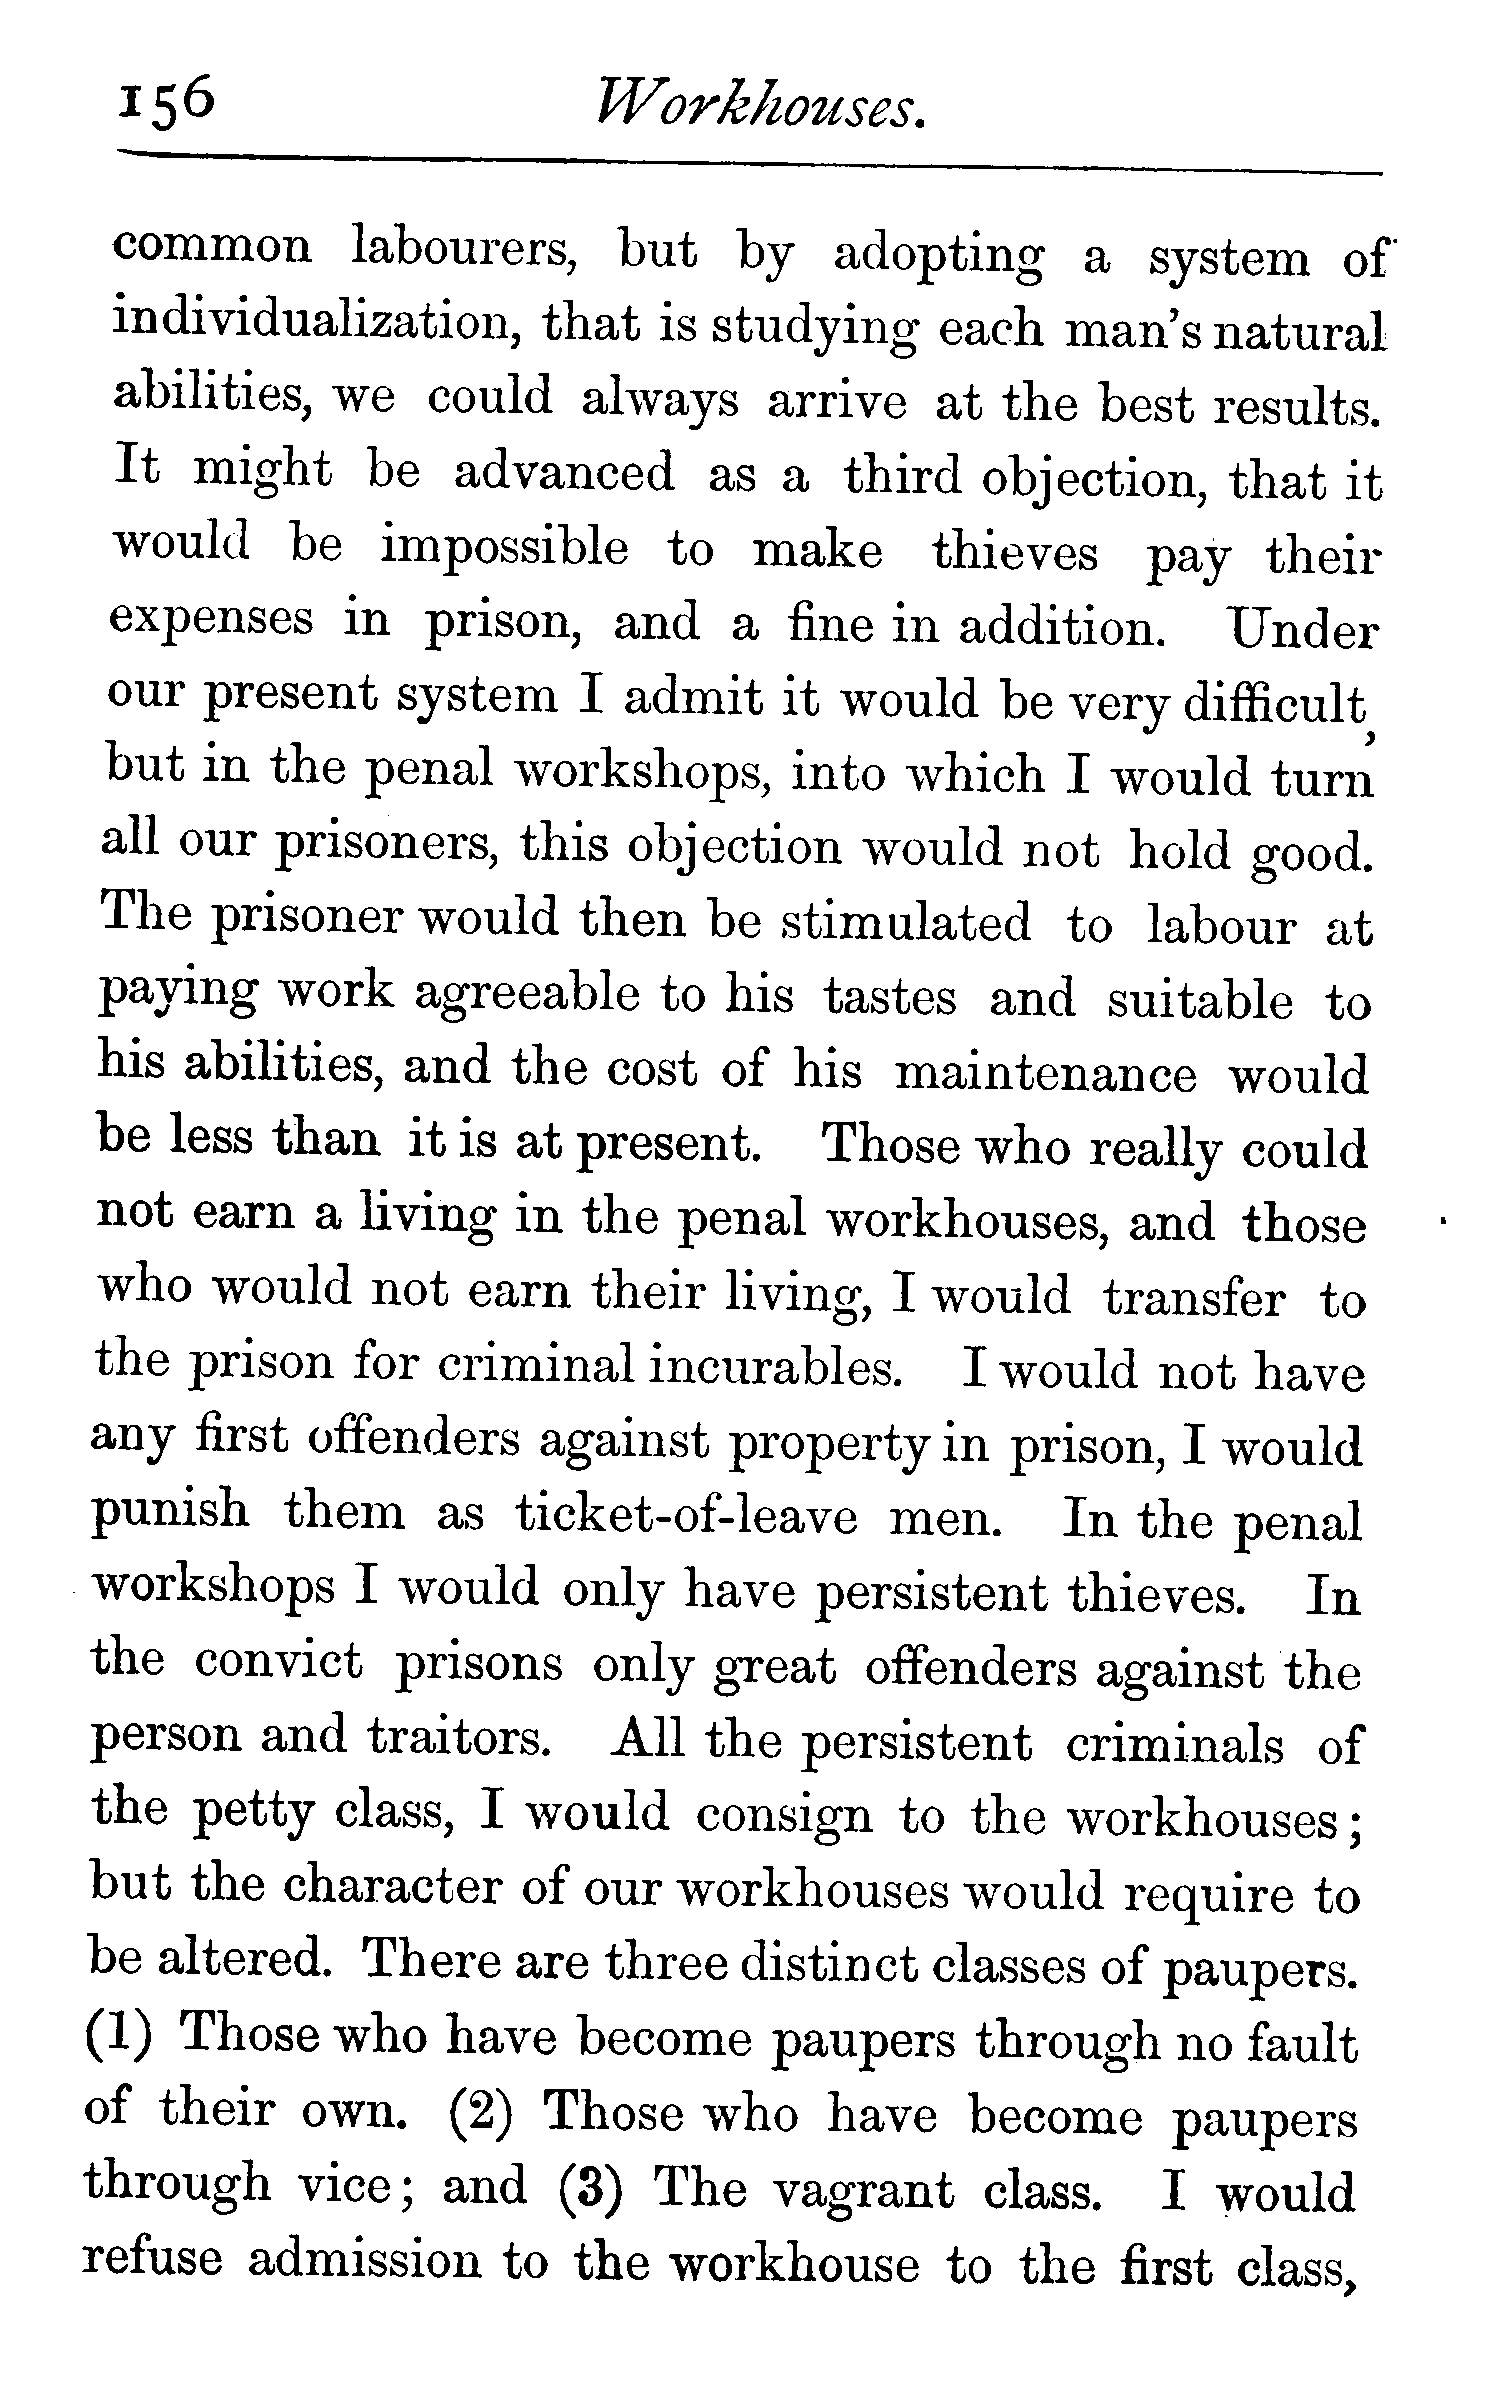 156 Workhouses.
common labourers, but by adopting a system of
individualization, that is studying each man's natural
abilities, we could always arrive at the best results.
It might be advanced as a third objection, that it
would be impossible to make thieves pay their
expenses in prison, and a fine in addition. Under
our present system I admit it would be very difficult,
but in the penal workshops, into which I would turn
all our prisoners, this objection would not hold good.
The prisoner would then be stimulated to labour at
paying work agreeable to his tastes and suitable to
his abilities, and the cost of his maintenance would
be less than it is at present. Those who really could
not earn a living in the penal workhouses, and those
who would not earn their living, I would transfer to
the prison for criminal incurables. I would not have
any first offenders against property in prison, I would
punish them as ticket-of-leave men. In the penal
workshops I would only have persistent thieves. In
the convict prisons only great offenders against the
person and traitors. All the persistent criminals of
the petty class, I would consign to the workhouses;
but the character of our workhouses would require to
be altered. There are three distinct classes of paupers.
(1) Those who have become paupers through no fault
of their own. (2) Those who have become paupers
through vice; and (3) The vagrant class. I would
refuse admission to the workhouse to the first class,